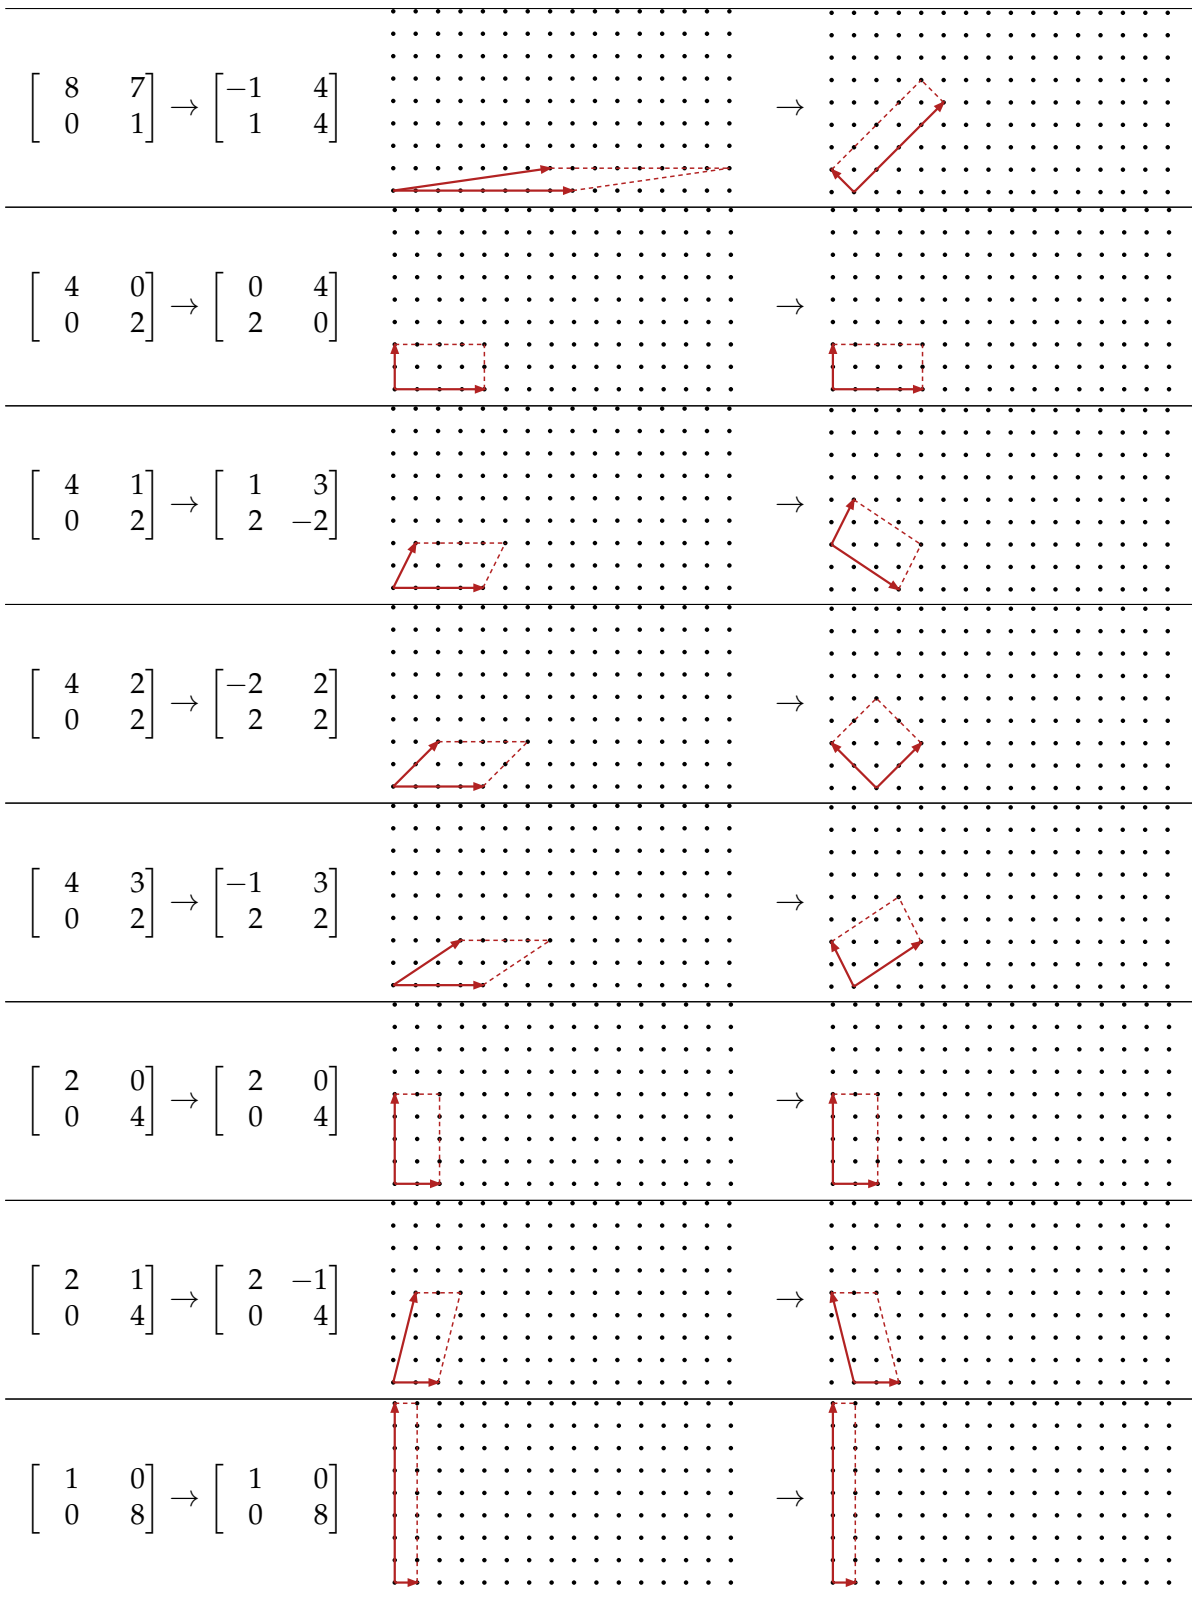 [8 7] → [−1 4] →
[0 1] [1 4]
[4 0] → [0 4] →
[0 2] [2 0]
[4 1] → [1 3] →
[0 2] [2 −2]
[4 2] → [−2 2] →
[0 2] [2 2]
[4 3] → [−1 3] →
[0 2] [2 2]
[2 0] → [2 0] →
[0 4] [0 4]
[2 1] → [2 −1] →
[0 4] [0 4]
[1 0] → [1 0] →
[0 8] [0 8]